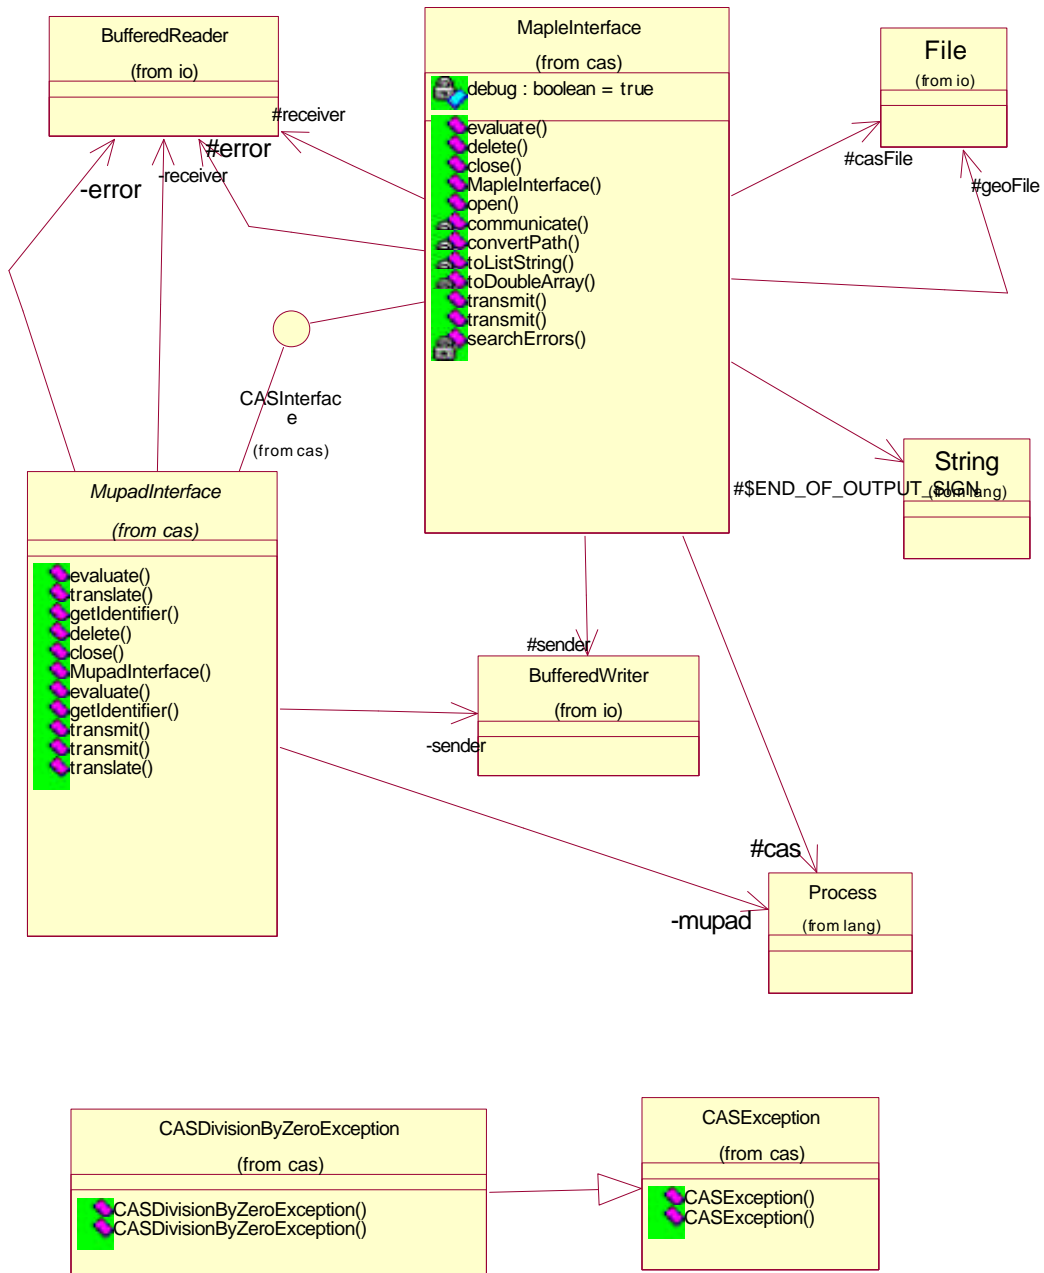 BufferedReader
(from io)
MapleInterface
(from cas)
debug : boolean = true
evaluate()
delete()
close()
MapleInterface()
open()
communicate()
convertPath()
toListString()
toDoubleArray()
transmit()
transmit()
searchErrors()
File
(from io)
#receiver
#error
-receiver
-error
#casFile
#geoFile
CASInterfac
e
(from cas)
String
(from lang)
#$END_OF_OUTPUT_SIGN
MupadInterface
(from cas)
evaluate()
translate()
getIdentifier()
delete()
close()
MupadInterface()
evaluate()
getIdentifier()
transmit()
transmit()
translate()
#sender
BufferedWriter
(from io)
-sender
#cas
-mupad
Process
(from lang)
CASDivisionByZeroException
(from cas)
CASDivisionByZeroException()
CASDivisionByZeroException()
CASException
(from cas)
CASException()
CASException()